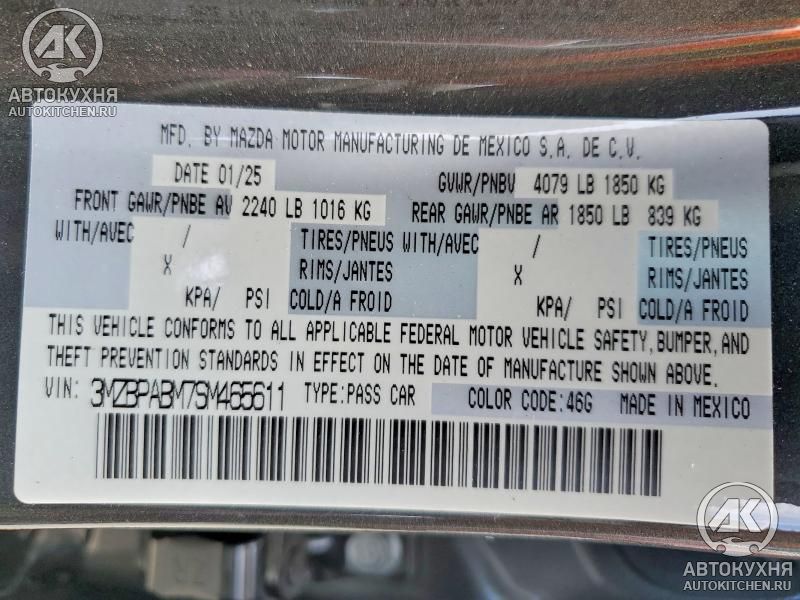 АК
АВТОКУХНЯ
AUTOKITCHEN.RU
MFD. BY MAZDA MOTOR MANUFACTURING DE MEXICO S.A. DE C.V.
DATE 01/25 GVWR/PNBV 4079 LB 1850 KG
FRONT GAWR/PNBE AV 2240 LB 1016 KG REAR GAWR/PNBE AR 1850 LB 839 KG
WITH/AVEC / TIRES/PNEUS WITH/AVEC / TIRES/PNEUS
X RIMS/JANTES X RIMS/JANTES
KPA/ PSI COLD/A FROID KPA/ PSI COLD/A FROID
THIS VEHICLE CONFORMS TO ALL APPLICABLE FEDERAL MOTOR VEHICLE SAFETY, BUMPER, AND
THEFT PREVENTION STANDARDS IN EFFECT ON THE DATE OF MANUFACTURE SHOWN ABOVE.
VIN: 3MZBPABM7SM465611 TYPE:PASS CAR COLOR CODE:46G MADE IN MEXICO
АК
АВТОКУХНЯ
AUTOKITCHEN.RU